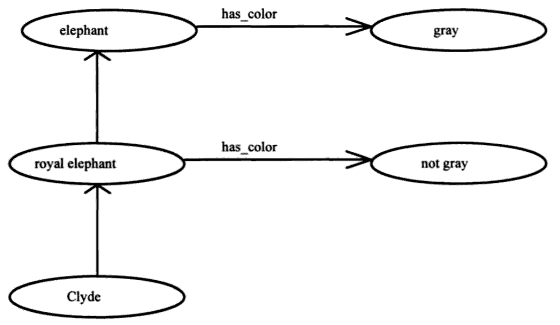 has_color
elephant
gray
has_color
royal elephant
not gray
Clyde